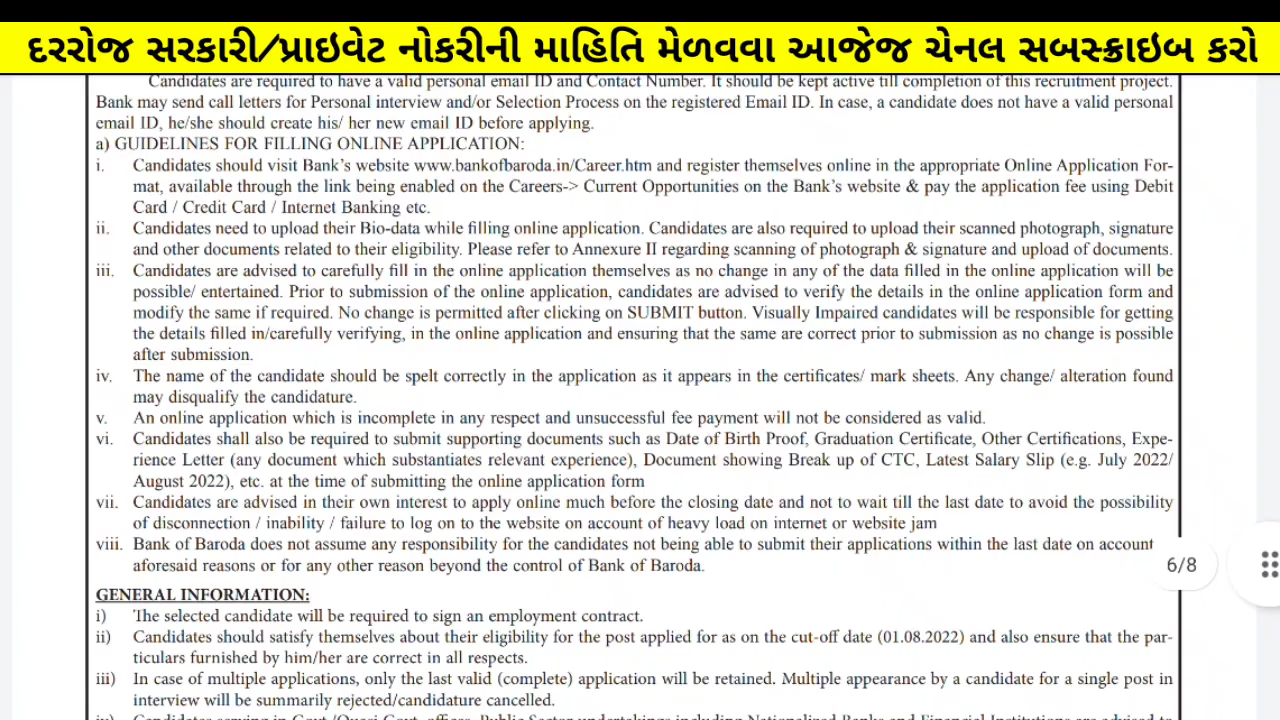 દરરોજ સરકારી/પ્રાઇવેટ નોકરીની માહિતિ મેળવવા આજેજ ચેનલ સબસ્ક્રાઇબ કરો
Candidates are required to have a valid personal email ID and Contact Number. It should be kept active till completion of this recruitment project.
Bank may send call letters for Personal interview and/or Selection Process on the registered Email ID. In case, a candidate does not have a valid personal
email ID, he/she should create his/ her new email ID before applying.
a) GUIDELINES FOR FILLING ONLINE APPLICATION:
i. Candidates should visit Bank's website www.bankofbaroda.in/Career.htm and register themselves online in the appropriate Online Application For-
mat, available through the link being enabled on the Careers-> Current Opportunities on the Bank's website & pay the application fee using Debit
Card / Credit Card / Internet Banking etc.
ii. Candidates need to upload their Bio-data while filling online application. Candidates are also required to upload their scanned photograph, signature
and other documents related to their eligibility. Please refer to Annexure II regarding scanning of photograph & signature and upload of documents.
iii. Candidates are advised to carefully fill in the online application themselves as no change in any of the data filled in the online application will be
possible/ entertained. Prior to submission of the online application, candidates are advised to verify the details in the online application form and
modify the same if required. No change is permitted after clicking on SUBMIT button. Visually Impaired candidates will be responsible for getting
the details filled in/carefully verifying, in the online application and ensuring that the same are correct prior to submission as no change is possible
after submission.
iv. The name of the candidate should be spelt correctly in the application as it appears in the certificates/ mark sheets. Any change/ alteration found
may disqualify the candidature.
v. An online application which is incomplete in any respect and unsuccessful fee payment will not be considered as valid.
vi. Candidates shall also be required to submit supporting documents such as Date of Birth Proof, Graduation Certificate, Other Certifications, Expe-
rience Letter (any document which substantiates relevant experience), Document showing Break up of CTC, Latest Salary Slip (e.g. July 2022/
August 2022), etc. at the time of submitting the online application form
vii. Candidates are advised in their own interest to apply online much before the closing date and not to wait till the last date to avoid the possibility
of disconnection / inability / failure to log on to the website on account of heavy load on internet or website jam
viii. Bank of Baroda does not assume any responsibility for the candidates not being able to submit their applications within the last date on account
aforesaid reasons or for any other reason beyond the control of Bank of Baroda.
6/8
GENERAL INFORMATION:
i) The selected candidate will be required to sign an employment contract.
ii) Candidates should satisfy themselves about their eligibility for the post applied for as on the cut-off date (01.08.2022) and also ensure that the par-
ticulars furnished by him/her are correct in all respects.
iii) In case of multiple applications, only the last valid (complete) application will be retained. Multiple appearance by a candidate for a single post in
interview will be summarily rejected/candidature cancelled.
iv) Candidates serving in Govt./Quasi Govt. offices, Public Sector undertakings including Nationalized Banks and Financial Institutions are advised to